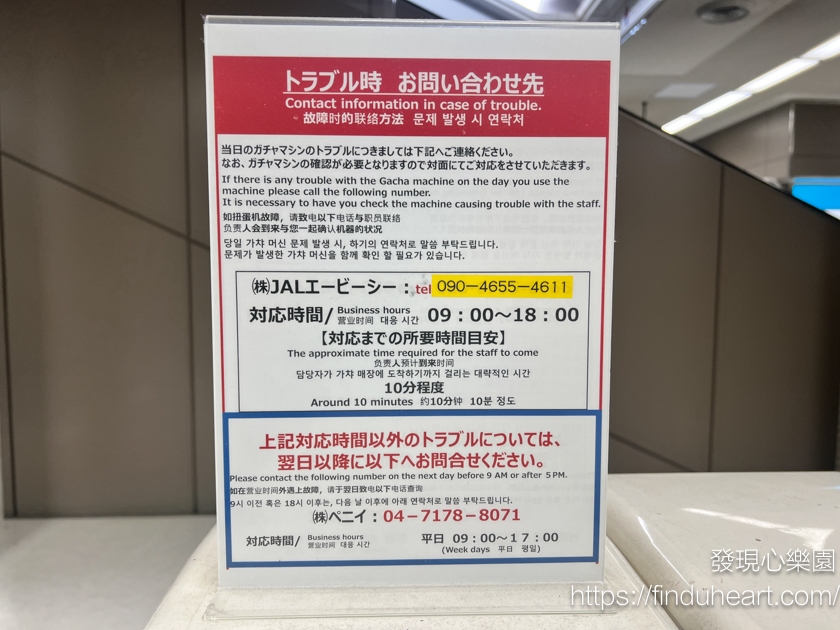 トラブル時 お問い合わせ先
Contact information in case of trouble.
故障时的联络方法 문제 발생 시 연락처
当日のガチャマシンのトラブルにつきましては下記へご連絡ください。
なお、ガチャマシンの確認が必要となりますので対面にてご対応をさせていただきます。
If there is any trouble with the Gacha machine on the day you use the
machine please call the following number.
It is necessary to have you check the machine causing trouble with the staff.
如扭蛋机故障，请致电以下电话与职员联络
负责人会到来与您一起确认机器的状况
당일 가챠 머신 문제 발생 시, 하기의 연락처로 말씀 부탁드립니다.
문제가 발생한 가챠 머신을 함께 확인 할 필요가 있습니다.
㈱JALエービーシー：tel 090-4655-4611
対応時間/ Business hours 营业时间 대응 시간 09：00～18：00
【対応までの所要時間目安】
The approximate time required for the staff to come
负责人预计到来时间
담당자가 가챠 매장에 도착하기까지 걸리는 대략적인 시간
10分程度
Around 10 minutes 约10分钟 10분 정도
上記対応時間以外のトラブルについては、
翌日以降に以下へお問合せください。
Please contact the following number on the next day before 9 AM or after 5 PM.
如在营业时间外遇上故障，请于翌日致电以下电话查询
9시 이전 혹은 18시 이후는, 다음 날 이후에 아래 연락처로 말씀 부탁드립니다.
㈱ペニイ：04-7178-8071
対応時間/ Business hours 营业时间 대응 시간 平日 09：00～17：00
(Week days 平日 평일)
發現心樂園
https://finduheart.com/